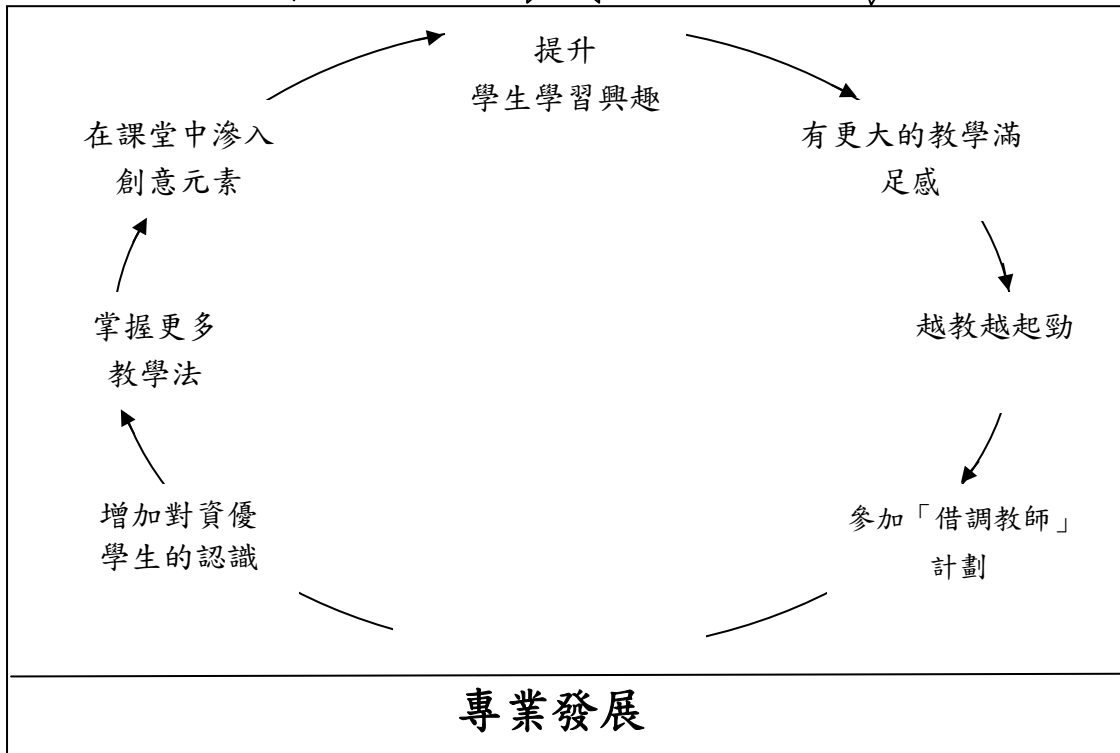 提升
學生學習興趣
有更大的教學滿
足感
越教越起勁
參加「借調教師」
計劃
增加對資優
學生的認識
掌握更多
教學法
在課堂中滲入
創意元素
專業發展